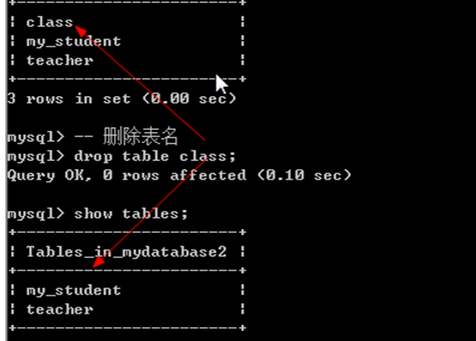 class
my_student
teacher
3 rows in set (0.00 sec)
mysql> -- 删除表名
mysql> drop table class;
Query OK, 0 rows affected (0.10 sec)
mysql> show tables;
Tables_in_mydatabase2
my_student
teacher